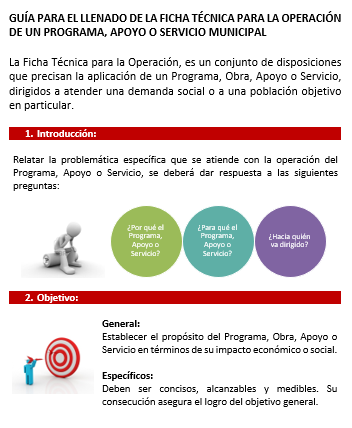 GUÍA PARA EL LLENADO DE LA FICHA TÉCNICA PARA LA OPERACIÓN
DE UN PROGRAMA, APOYO O SERVICIO MUNICIPAL
La Ficha Técnica para la Operación, es un conjunto de disposiciones
que precisan la aplicación de un Programa, Obra, Apoyo o Servicio,
dirigidos a atender una demanda social o a una población objetivo
en particular.
1. Introducción:
Relatar la problemática específica que se atiende con la operación del
Programa, Apoyo o Servicio, se deberá dar respuesta a las siguientes
preguntas:
¿Por qué el
Programa,
Apoyo o
Servicio?
¿Para qué el
Programa,
Apoyo o
Servicio?
¿Hacia quién
va dirigido?
2. Objetivo:
General:
Establecer el propósito del Programa, Obra, Apoyo o
Servicio en términos de su impacto económico o social.
Específicos:
Deben ser concisos, alcanzables y medibles. Su
consecución asegura el logro del objetivo general.